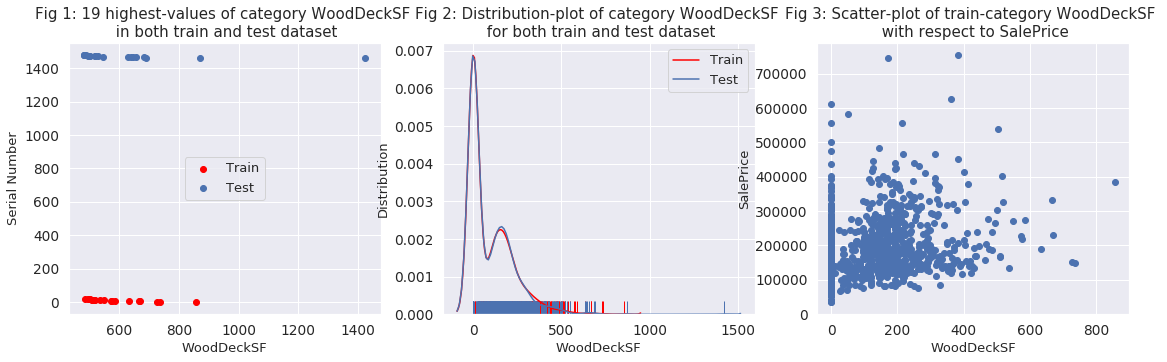 Fig 1: 19 highest-values of category WoodDeckSF
in both train and test dataset
1400
1200
1000
800
600
400
200
0
Serial Number
Train
Test
600
800
1000
1200
1400
WoodDeckSF
Fig 2: Distribution-plot of category WoodDeckSF
for both train and test dataset
0.007
0.006
0.005
0.004
0.003
0.002
0.001
0.000
Distribution
Train
Test
0
500
1000
1500
WoodDeckSF
Fig 3: Scatter-plot of train-category WoodDeckSF
with respect to SalePrice
700000
600000
500000
400000
300000
200000
100000
0
SalePrice
0
200
400
600
800
WoodDeckSF